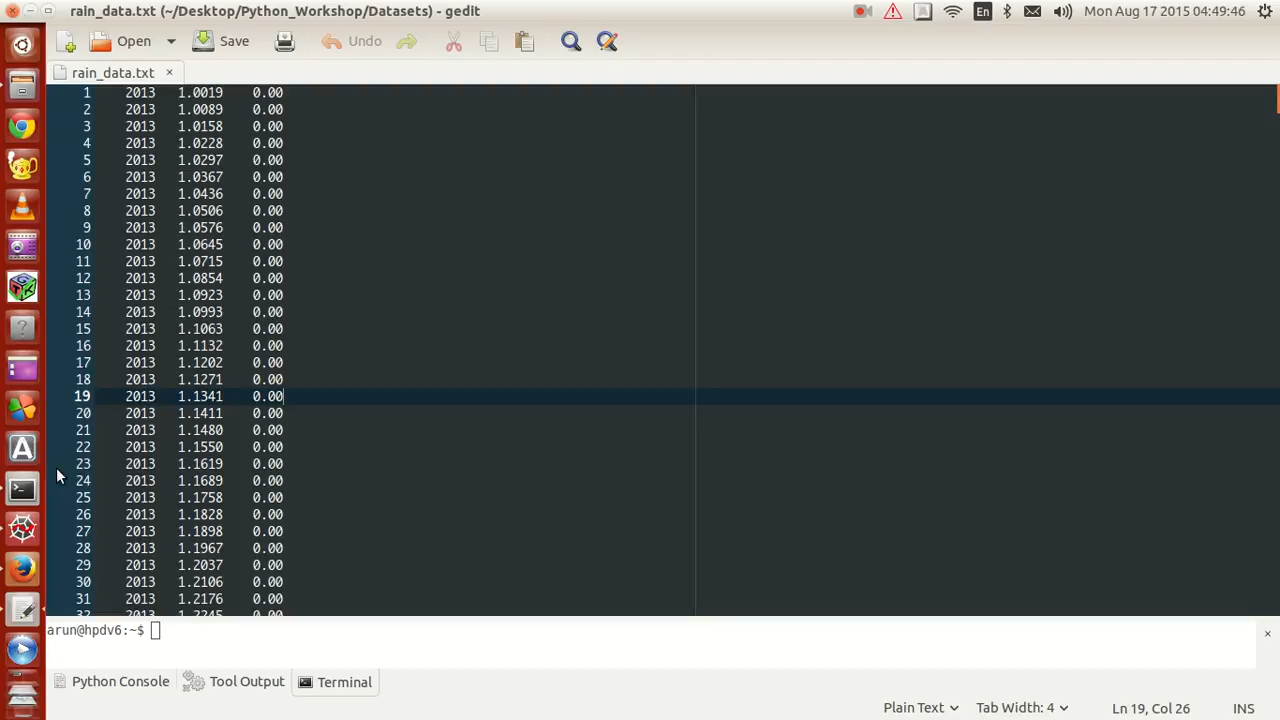 rain_data.txt (~/Desktop/Python_Workshop/Datasets) - gedit
En
Mon Aug 17 2015 04:49:46
Open
Save
Undo
rain_data.txt ×
1 2013 1.0019 0.00
2 2013 1.0089 0.00
3 2013 1.0158 0.00
4 2013 1.0228 0.00
5 2013 1.0297 0.00
6 2013 1.0367 0.00
7 2013 1.0436 0.00
8 2013 1.0506 0.00
9 2013 1.0576 0.00
10 2013 1.0645 0.00
11 2013 1.0715 0.00
12 2013 1.0854 0.00
13 2013 1.0923 0.00
14 2013 1.0993 0.00
15 2013 1.1063 0.00
16 2013 1.1132 0.00
17 2013 1.1202 0.00
18 2013 1.1271 0.00
19 2013 1.1341 0.00
20 2013 1.1411 0.00
21 2013 1.1480 0.00
22 2013 1.1550 0.00
23 2013 1.1619 0.00
24 2013 1.1689 0.00
25 2013 1.1758 0.00
26 2013 1.1828 0.00
27 2013 1.1898 0.00
28 2013 1.1967 0.00
29 2013 1.2037 0.00
30 2013 1.2106 0.00
31 2013 1.2176 0.00
32 2013 1.2245 0.00
arun@hpdv6:~$
Python Console
Tool Output
Terminal
Plain Text
Tab Width: 4
Ln 19, Col 26
INS